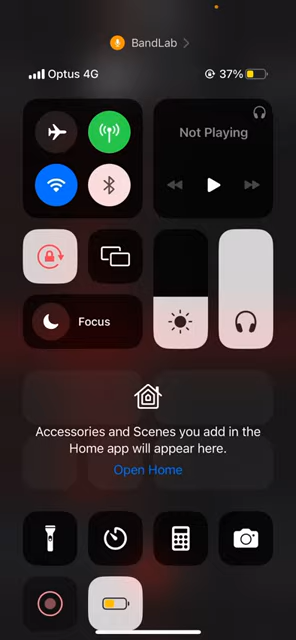 BandLab
Optus 4G
37%
Not Playing
Focus
Accessories and Scenes you add in the
Home app will appear here.
Open Home